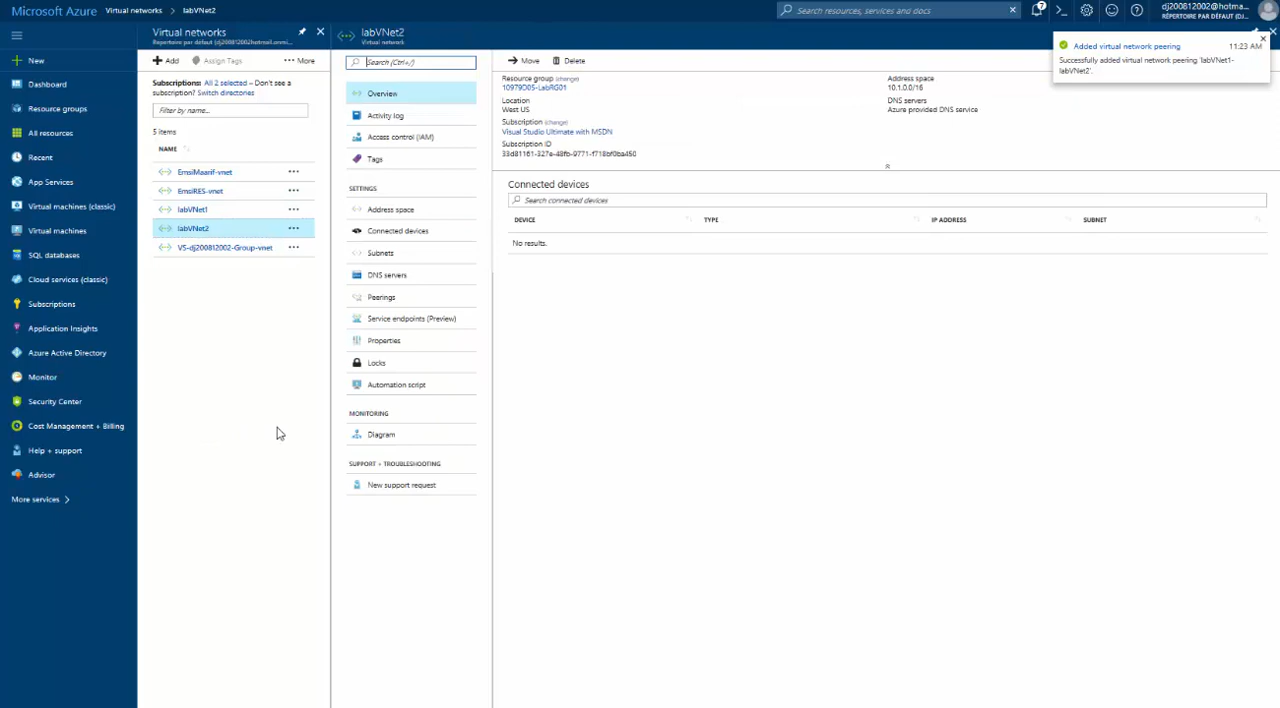 Microsoft Azure Virtual networks > labVNet2
Search resources, services and docs
7
dj200812002@hotma...
RÉPERTOIRE PAR DÉFAUT (DJ...
New
Dashboard
Resource groups
All resources
Recent
App Services
Virtual machines (classic)
Virtual machines
SQL databases
Cloud services (classic)
Subscriptions
Application Insights
Azure Active Directory
Monitor
Security Center
Cost Management + Billing
Help + support
Advisor
More services >
Virtual networks
Add Assign Tags More
Subscriptions: All 2 selected – Don't see a
subscription? Switch directories
Filter by name...
5 items
NAME
EmsiMaarif-vnet
EmsiRES-vnet
labVNet1
labVNet2
VS-dj200812002-Group-vnet
labVNet2
Virtual network
Search (Ctrl+/)
Overview
Activity log
Access control (IAM)
Tags
SETTINGS
Address space
Connected devices
Subnets
DNS servers
Peerings
Service endpoints (Preview)
Properties
Locks
Automation script
MONITORING
Diagram
SUPPORT + TROUBLESHOOTING
New support request
Move Delete
Resource group (change)
10979D05-LabRG01
Location
West US
Subscription (change)
Visual Studio Ultimate with MSDN
Subscription ID
33d81161-327e-48fb-9771-f718bf0ba450
Address space
10.1.0.0/16
DNS servers
Azure provided DNS service
Connected devices
Search connected devices
DEVICE TYPE IP ADDRESS SUBNET
No results.
Added virtual network peering 11:23 AM
Successfully added virtual network peering 'labVNet1-
labVNet2'.